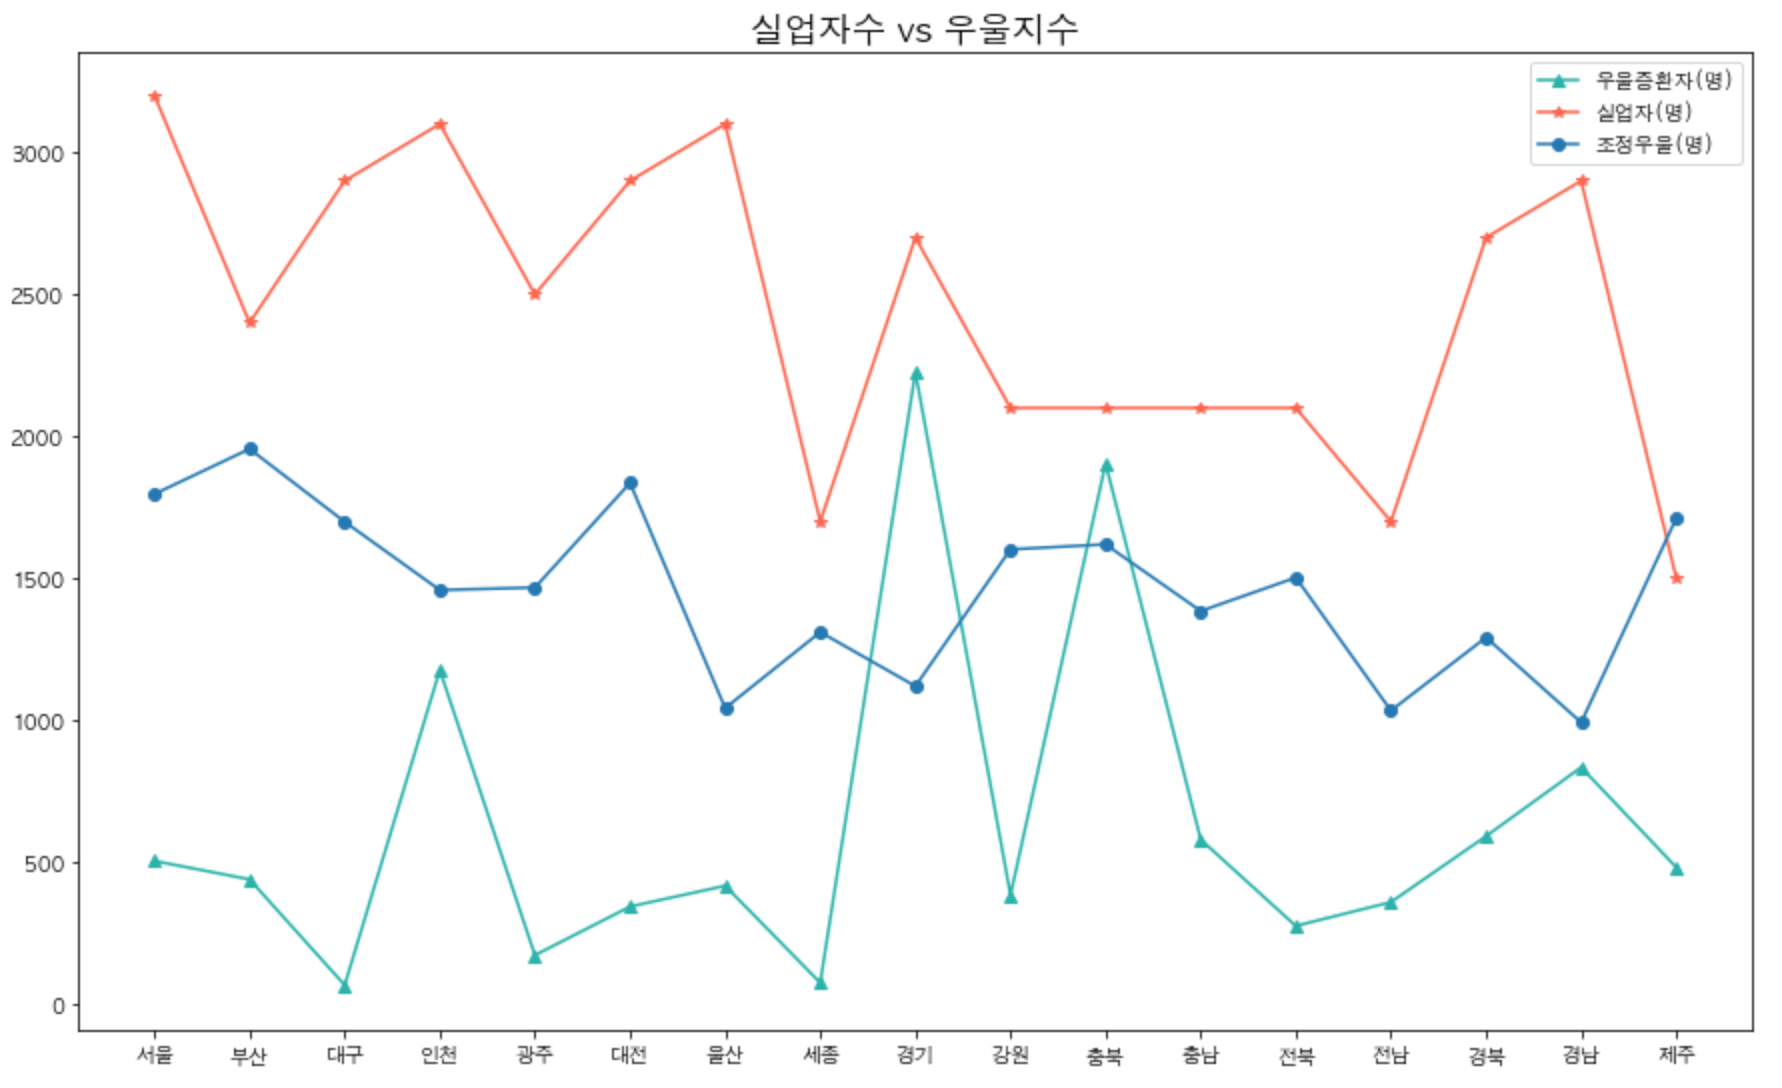 실업자수 vs 우울지수
우울증환자(명)
실업자(명)
조정우울(명)
3000
2500
2000
1500
1000
500
0
서울 부산 대구 인천 광주 대전 울산 세종 경기 강원 충북 충남 전북 전남 경북 경남 제주